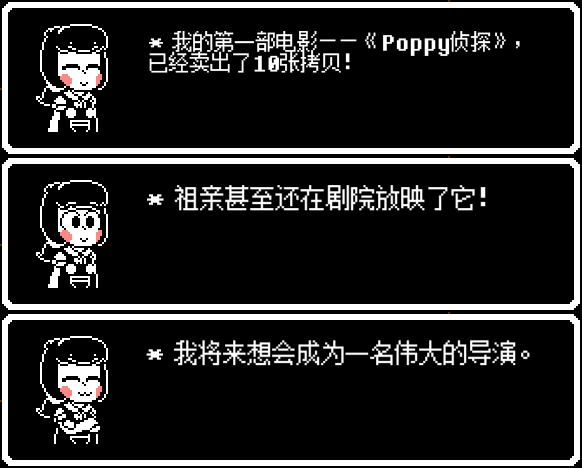 * 我的第一部电影——《Poppy侦探》，
已经卖出了10张拷贝！
* 祖亲甚至还在剧院放映了它！
* 我将来想会成为一名伟大的导演。